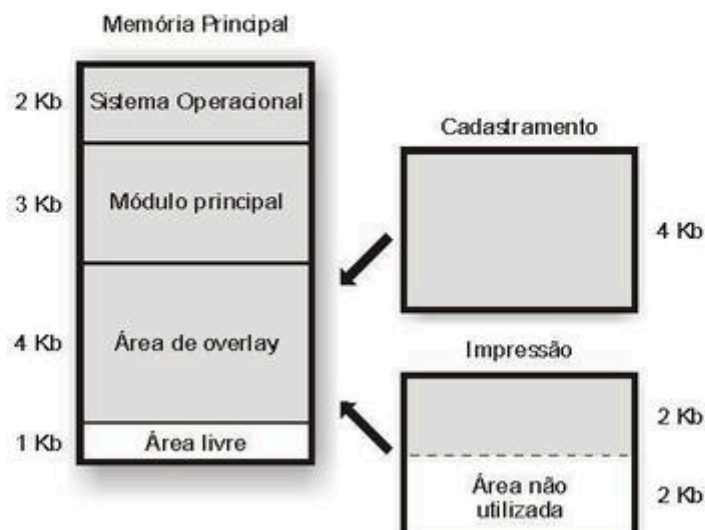 Memória Principal
2 Kb
Sistema Operacional
3 Kb
Módulo principal
4 Kb
Área de overlay
1 Kb
Área livre
Cadastramento
4 Kb
Impressão
2 Kb
Área não
utilizada
2 Kb